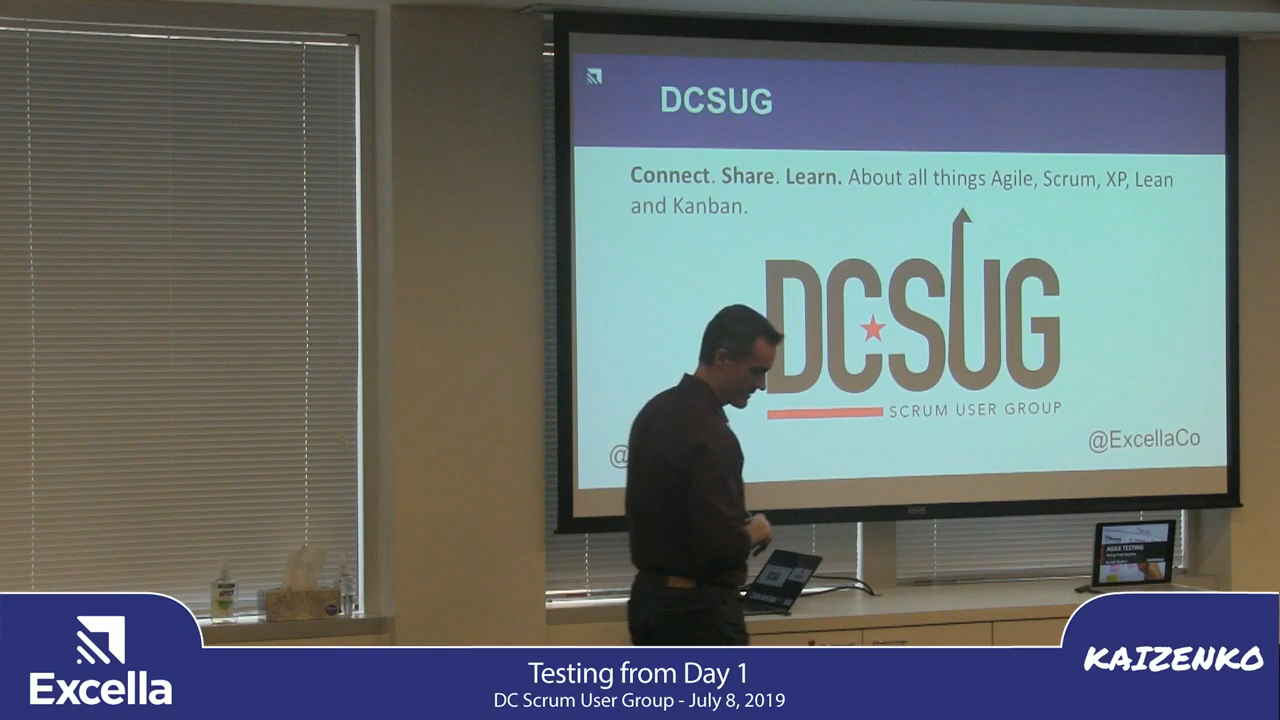 DCSUG
Connect. Share. Learn. About all things Agile, Scrum, XP, Lean
and Kanban.
DCSUG
SCRUM USER GROUP
@
@ExcellaCo
AGILE TESTING
Excella
Testing from Day 1
DC Scrum User Group - July 8, 2019
KAIZENKO